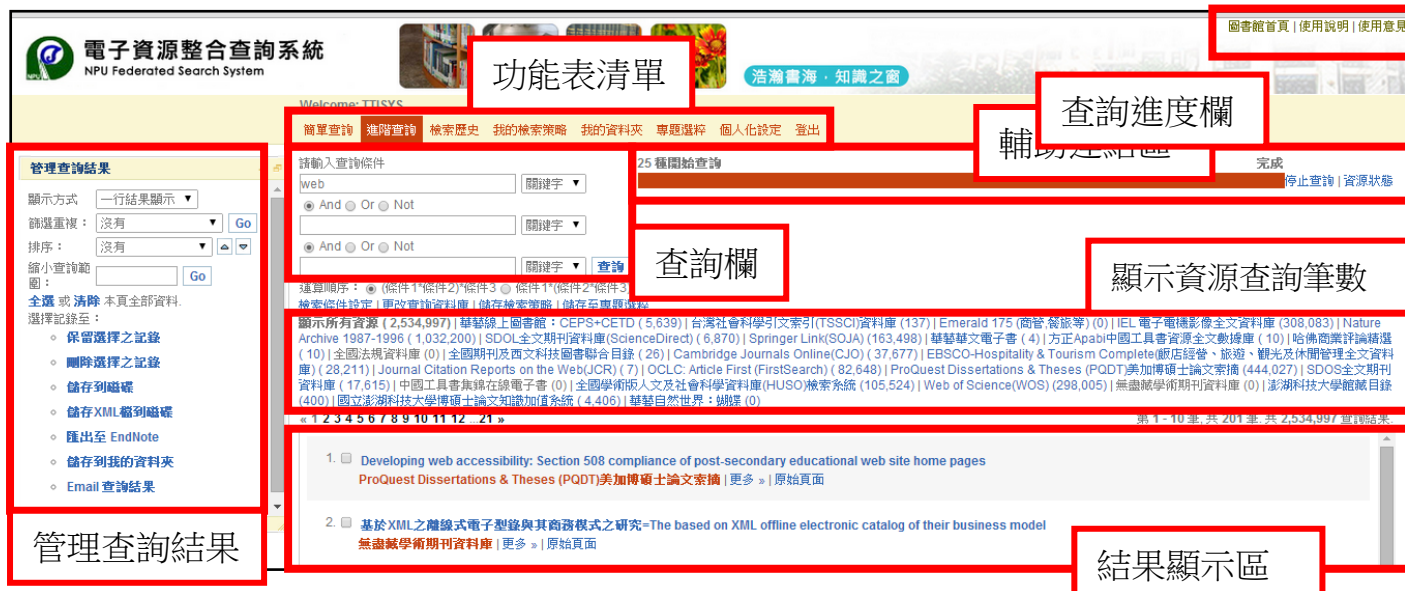 圖書館首頁 | 使用說明 | 使用意見
電子資源整合查詢系統
NPU Federated Search System
NPU
浩瀚書海．知識之窗
功能表清單
查詢進度欄
Welcome: TTISYS
簡單查詢 進階查詢 檢索歷史 我的檢索策略 我的資料夾 專題選粹 個人化設定 登出
管理查詢結果
顯示方式 一行結果顯示
篩選重複： 沒有 Go
排序： 沒有
縮小查詢範
圍： Go
全選 或 清除 本頁全部資料.
選擇記錄至：
保留選擇之記錄
刪除選擇之記錄
儲存到磁碟
儲存XML檔到磁碟
匯出至 EndNote
儲存到我的資料夾
Email 查詢結果
管理查詢結果
請輸入查詢條件
web 關鍵字
And Or Not
關鍵字
And Or Not
關鍵字 查詢
查詢欄
25 種開始查詢 完成
停止查詢 | 資源狀態
顯示資源查詢筆數
運算順序： (條件1*條件2)*條件3 條件1*(條件2*條件3
檢索條件設定 | 更改查詢資料庫 | 儲存檢索策略 | 儲存至專題選粹
顯示所有資源 ( 2,534,997) | 華藝線上圖書館：CEPS+CETD ( 5,639) | 台灣社會科學引文索引(TSSCI)資料庫 (137) | Emerald 175 (商管,餐旅等) (0) | IEL 電子電機影像全文資料庫 (308,083) | Nature
Archive 1987-1996 ( 1,032,200) | SDOL全文期刊資料庫(ScienceDirect) ( 6,870) | Springer Link(SOJA) (163,498) | 華藝華文電子書 ( 4) | 方正Apabi中國工具書資源全文數據庫 ( 10) | 哈佛商業評論精選
( 10) | 全國法規資料庫 (0) | 全國期刊及西文科技圖書聯合目錄 ( 26) | Cambridge Journals Online(CJO) ( 37,677) | EBSCO-Hospitality & Tourism Complete(飯店經營、旅遊、觀光及休閒管理全文資料
庫) ( 28,211) | Journal Citation Reports on the Web(JCR) ( 7) | OCLC: Article First (FirstSearch) ( 82,648) | ProQuest Dissertations & Theses (PQDT)美加博碩士論文索摘 ( 444,027) | SDOS全文期刊
資料庫 ( 17,615) | 中國工具書集錦在線電子書 (0) | 全國學術版人文及社會科學資料庫(HUSO)檢索系統 (105,524) | Web of Science(WOS) (298,005) | 無盡藏學術期刊資料庫 (0) | 澎湖科技大學館藏目錄
(400) | 國立澎湖科技大學博碩士論文知識加值系統 ( 4,406) | 華藝自然世界：蝴蝶 (0)
« 1 2 3 4 5 6 7 8 9 10 11 12 ...21 » 第 1 - 10 筆, 共 201 筆. 共 2,534,997 查詢結果.
1. Developing web accessibility: Section 508 compliance of post-secondary educational web site home pages
ProQuest Dissertations & Theses (PQDT)美加博碩士論文索摘 | 更多 » | 原始頁面
2. 基於XML之離線式電子型錄與其商務模式之研究=The based on XML offline electronic catalog of their business model
無盡藏學術期刊資料庫 | 更多 » | 原始頁面
結果顯示區